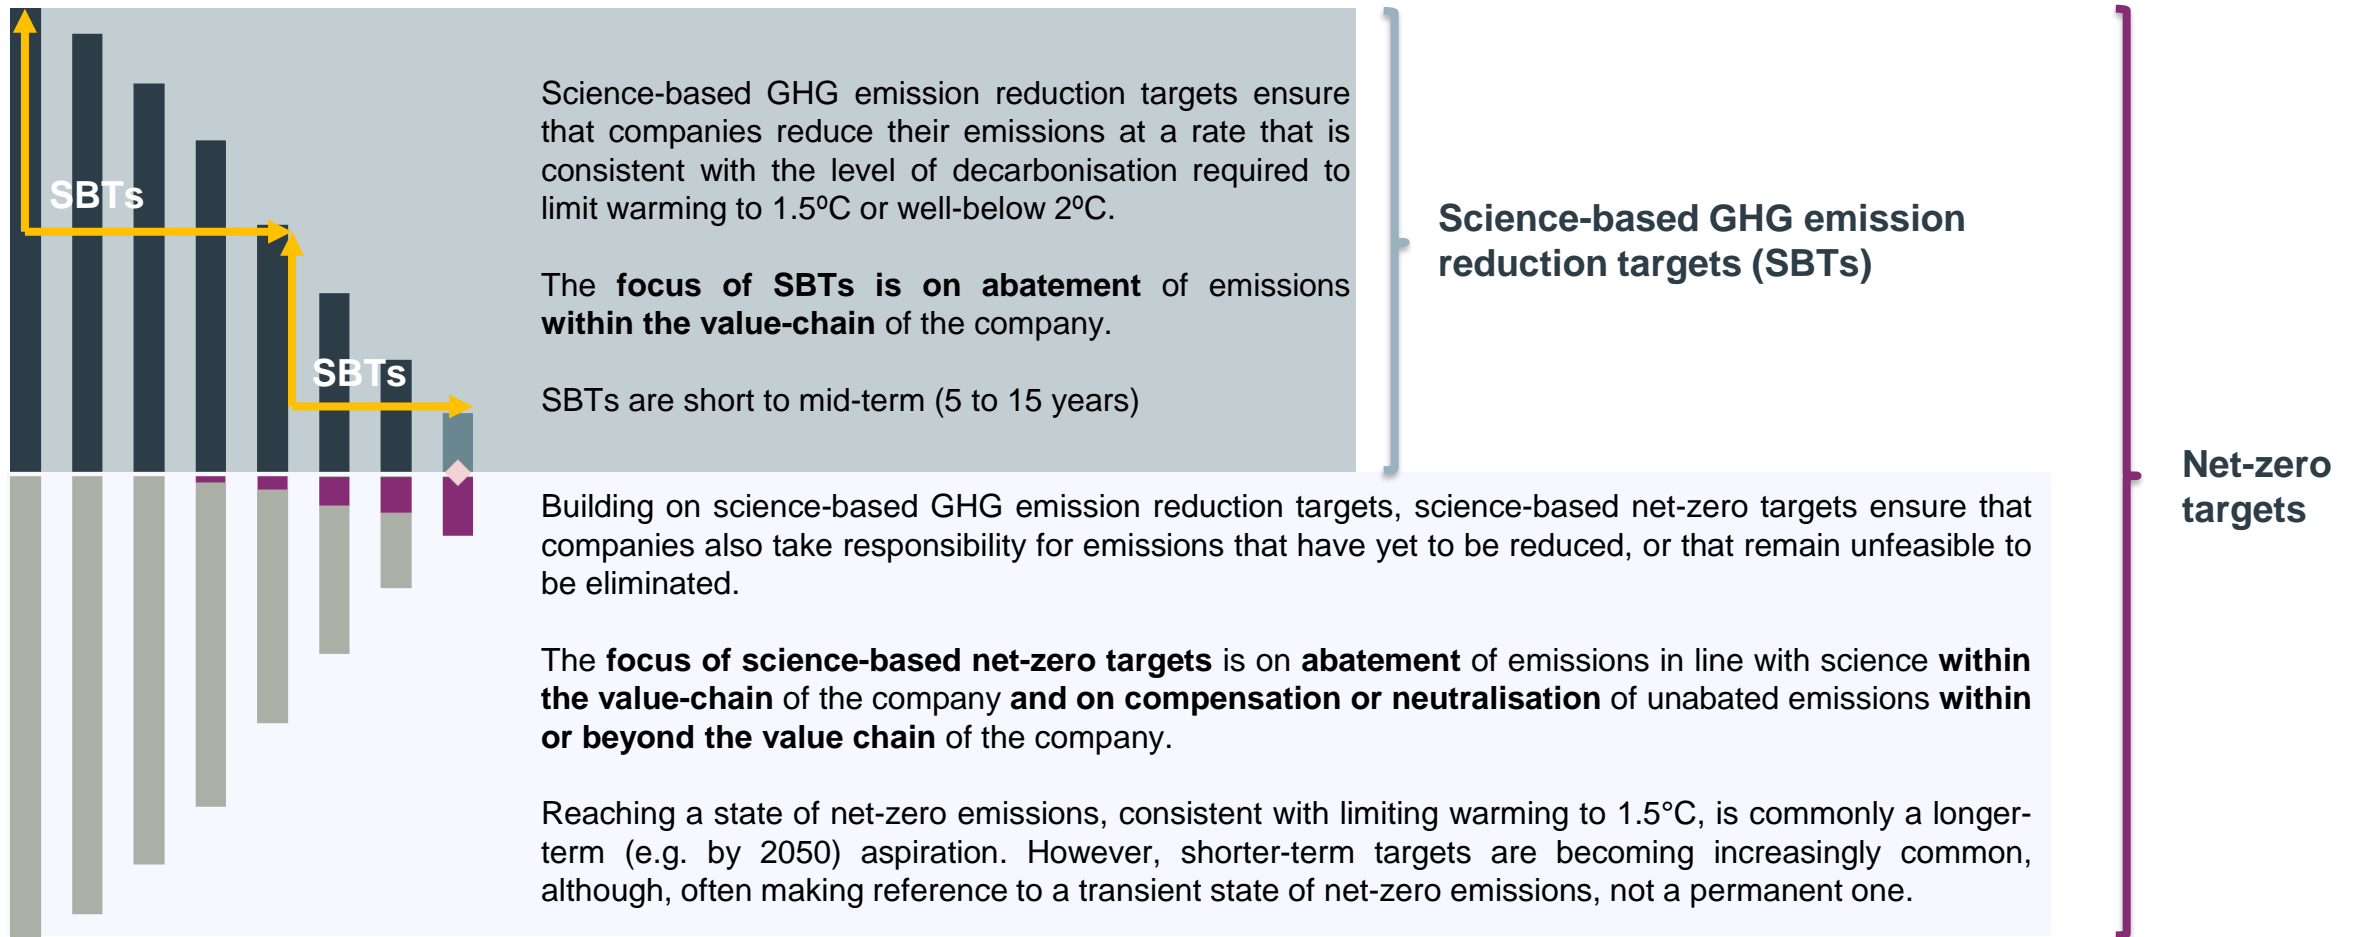 SBTs
SBTs
Science-based GHG emission reduction targets ensure
that companies reduce their emissions at a rate that is
consistent with the level of decarbonisation required to
limit warming to 1.5ºC or well-below 2ºC.
The focus of SBTs is on abatement of emissions
within the value-chain of the company.
SBTs are short to mid-term (5 to 15 years)
Science-based GHG emission
reduction targets (SBTs)
Building on science-based GHG emission reduction targets, science-based net-zero targets ensure that
companies also take responsibility for emissions that have yet to be reduced, or that remain unfeasible to
be eliminated.
The focus of science-based net-zero targets is on abatement of emissions in line with science within
the value-chain of the company and on compensation or neutralisation of unabated emissions within
or beyond the value chain of the company.
Reaching a state of net-zero emissions, consistent with limiting warming to 1.5°C, is commonly a longer-
term (e.g. by 2050) aspiration. However, shorter-term targets are becoming increasingly common,
although, often making reference to a transient state of net-zero emissions, not a permanent one.
Net-zero
targets